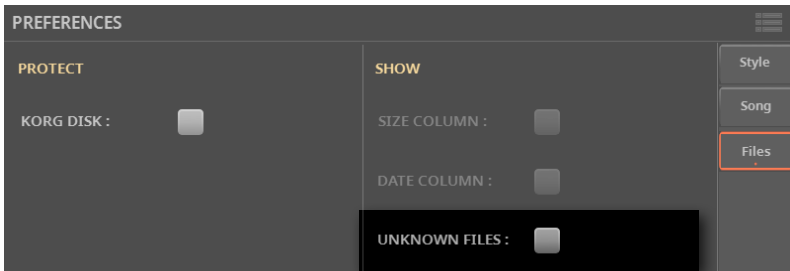 PREFERENCES
PROTECT
KORG DISK :
SHOW
SIZE COLUMN :
DATE COLUMN :
UNKNOWN FILES :
Style
Song
Files